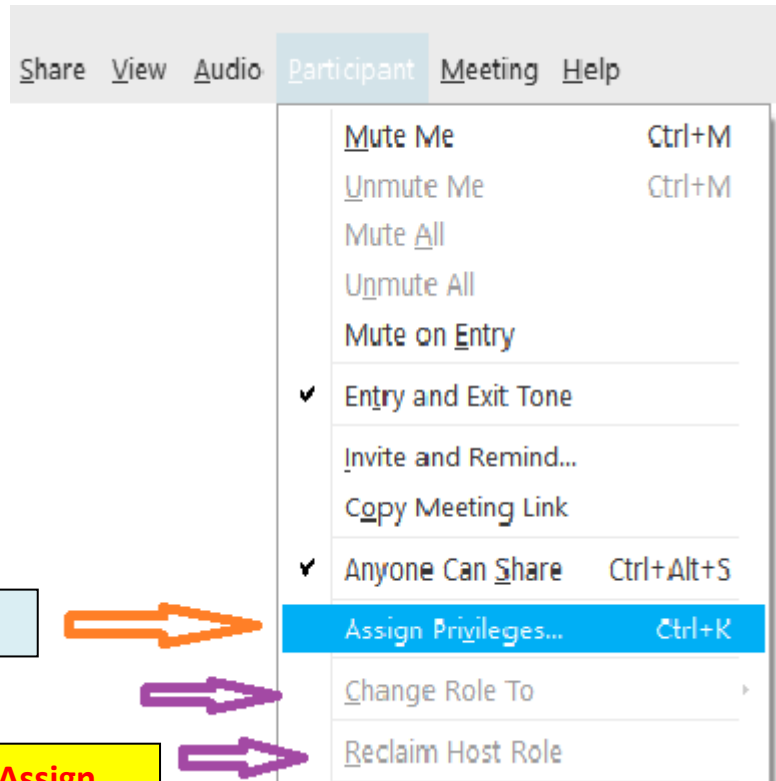 Share View Audio Participant Meeting Help
Mute Me Ctrl+M
Unmute Me Ctrl+M
Mute All
Unmute All
Mute on Entry
✔ Entry and Exit Tone
Invite and Remind...
Copy Meeting Link
✔ Anyone Can Share Ctrl+Alt+S
Assign Privileges... Ctrl+K
Change Role To
Reclaim Host Role
Assign